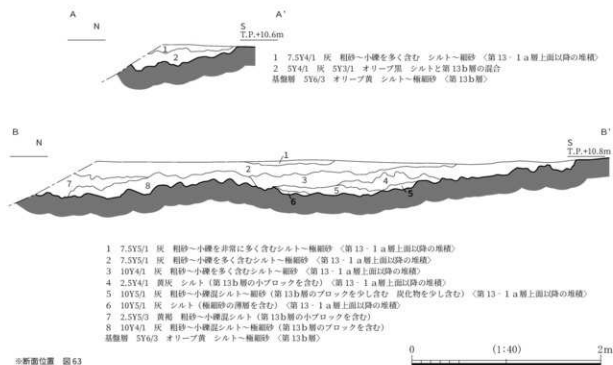 A A'
N S
T.P.+10.6m
1
2
1 7.5Y4/1 灰 粗砂～小礫を多く含む シルト～細砂 〈第13‐1a層上面以降の堆積〉
2 5Y4/1 灰 5Y3/1 オリーブ黒 シルトと第13b層の混合
基盤層 5Y6/3 オリーブ黄 シルト～極細砂 〈第13b層〉
B B'
N S
T.P.+10.8m
1
2
3
4
7
8
5
5
6
1 7.5Y3/1 灰 粗砂～小礫を非常に多く含むシルト～極細砂 〈第13‐1a層上面以降の堆積〉
2 7.5Y5/1 灰 粗砂～小礫を多く含むシルト～極細砂 〈第13‐1a層上面以降の堆積〉
3 10Y4/1 灰 粗砂～小礫を多く含むシルト～細砂 〈第13‐1a層上面以降の堆積〉
4 2.5Y4/1 黄灰 シルト（第13b層の小ブロックを含む）〈第13‐1a層上面以降の堆積〉
5 10Y5/1 灰 粗砂～小礫混シルト～細砂（第13b層のブロックを少し含む 炭化物を少し含む）〈第13‐1a層上面以降の堆積〉
6 10Y5/1 灰 シルト（極細砂の薄層を含む）〈第13‐1a層上面以降の堆積〉
7 2.5Y5/3 黄褐 粗砂～小礫混シルト（第13b層の小ブロックを含む）
8 10Y4/1 灰 粗砂～小礫混シルト～極細砂（第13b層のブロックを含む）
基盤層 5Y6/3 オリーブ黄 シルト～極細砂〈第13b層〉
※断面位置 図63
0 (1:40) 2m